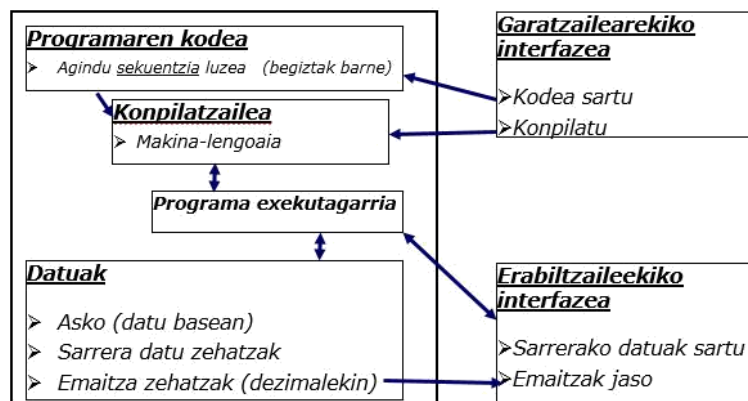 Programaren kodea
➢ Agindu sekuentzia luzea (begiztak barne)
Konpilatzailea
➢ Makina-lengoaia
Programa exekutagarria
Datuak
➢ Asko (datu basean)
➢ Sarrera datu zehatzak
➢ Emaitza zehatzak (dezimalekin)
Garatzailearekiko
interfazea
➢Kodea sartu
➢Konpilatu
Erabiltzaileekiko
interfazea
➢Sarrerako datuak sartu
➢Emaitzak jaso